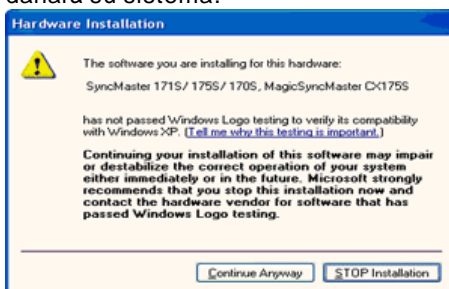 dañará su sistema.
Hardware Installation
The software you are installing for this hardware:
SyncMaster 171S/ 175S/ 170S, MagicSyncMaster CX175S
has not passed Windows Logo testing to verify its compatibility
with Windows XP. (Tell me why this testing is important.)
Continuing your installation of this software may impair
or destabilize the correct operation of your system
either immediately or in the future. Microsoft strongly
recommends that you stop this installation now and
contact the hardware vendor for software that has
passed Windows Logo testing.
Continue Anyway
STOP Installation